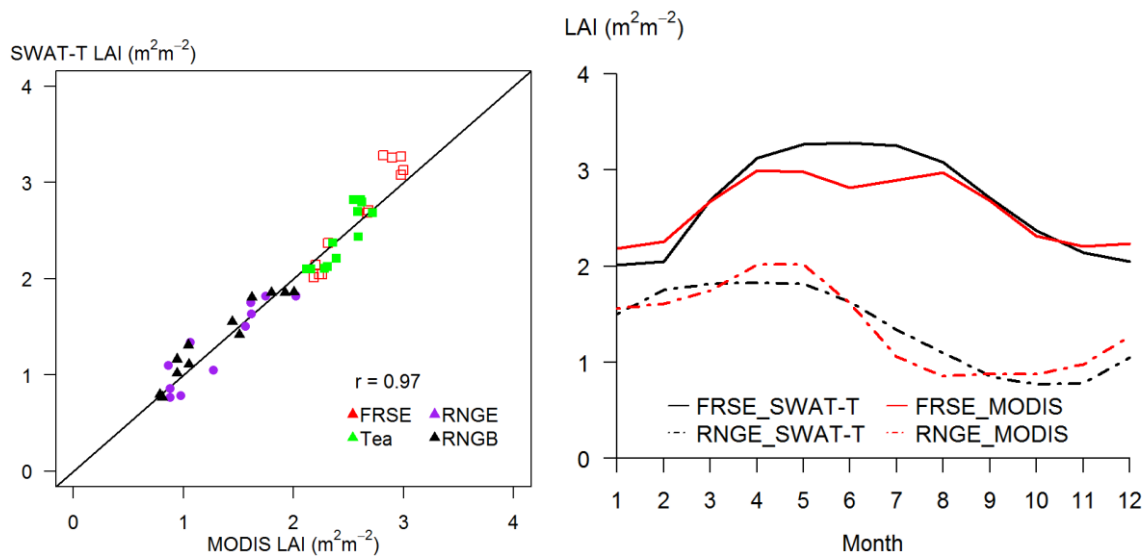 SWAT-T LAI (m²m⁻²)
4
3
2
1
0
r = 0.97
FRSE RNGE
Tea RNGB
0 1 2 3 4
MODIS LAI (m²m⁻²)
LAI (m²m⁻²)
4
3
2
1
0
FRSE_SWAT-T FRSE_MODIS
RNGE_SWAT-T RNGE_MODIS
1 2 3 4 5 6 7 8 9 10 11 12
Month